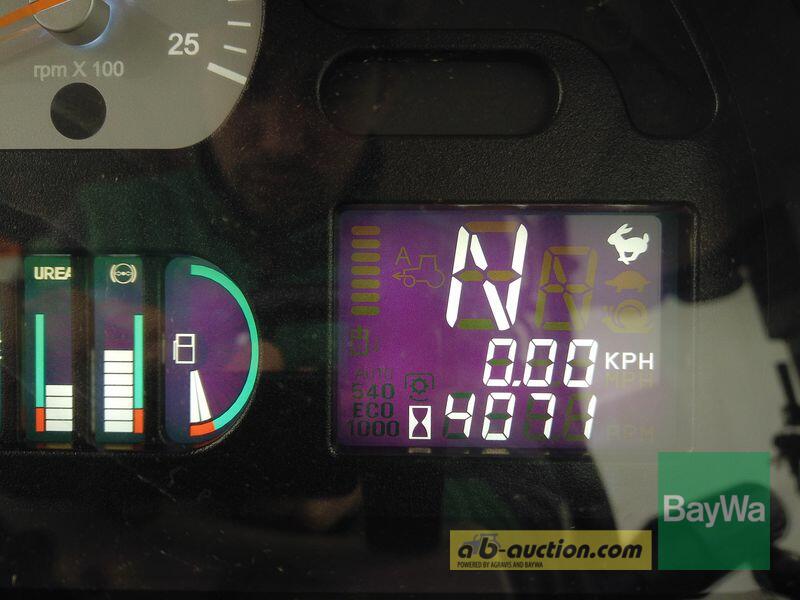 25
rpm X 100
A
N
UREA
0.00 KPH
MPH
AUTO
540
ECO
1000
4071
RPM
BayWa
a b-auction.com
POWERED BY AGRAVIS AND BAYWA